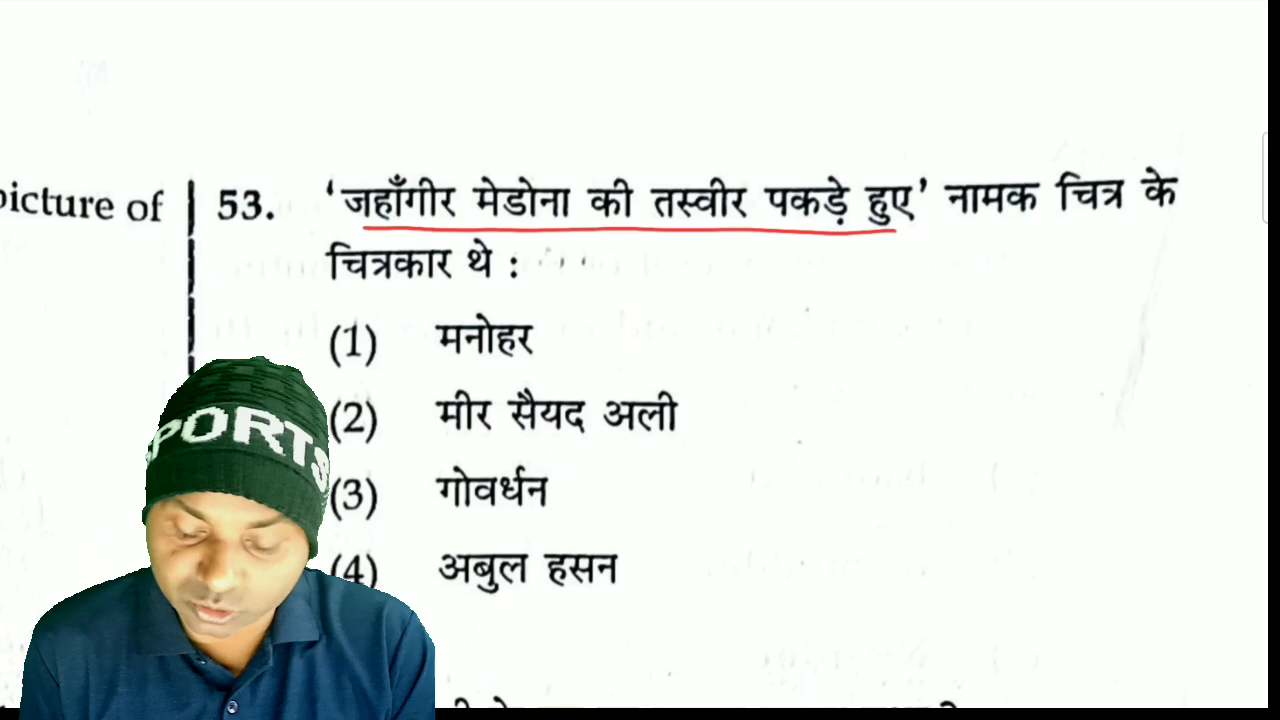 picture of
53. 'जहाँगीर मेडोना की तस्वीर पकड़े हुए' नामक चित्र के
चित्रकार थे :
(1) मनोहर
(2) मीर सैयद अली
(3) गोवर्धन
(4) अबुल हसन
SPORTS